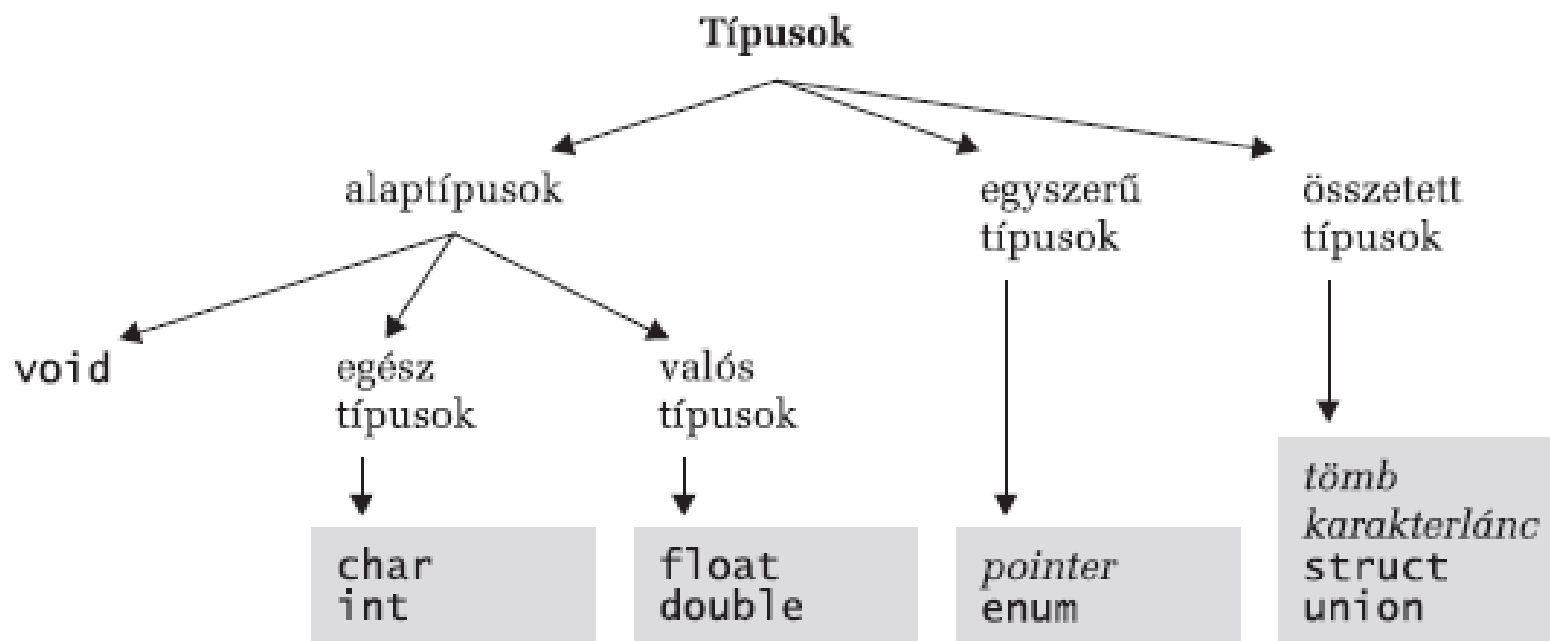 Típusok
alaptípusok
egyszerű
típusok
összetett
típusok
void
egész
típusok
valós
típusok
char
int
float
double
pointer
enum
tömb
karakterlánc
struct
union